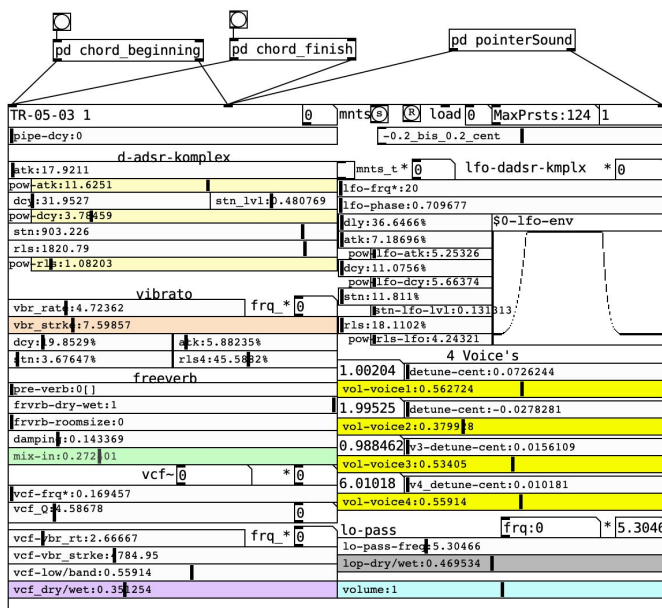 pd chord_beginning
pd chord_finish
pd pointerSound
TR-05-03 1
0
mnts
S
R
load
0
MaxPrsts:124
1
pipe-dcy:0
-0.2_bis_0.2_cent
d-adsr-komplex
atk:17.9211
pow-atk:11.6251
dcy:31.9527
stn_lvl:0.480769
pow-dcy:3.78459
stn:903.226
rls:1820.79
pow-rls:1.08203
vibrato
vbr_rate:4.72362
frq_*
0
vbr_strke:7.59857
dcy:19.8529%
atk:5.88235%
stn:3.67647%
rls4:45.5882%
freeverb
pre-verb:0[]
frvrb-dry-wet:1
frvrb-roomsize:0
damping:0.143369
mix-in:0.272401
vcf~
0
*
0
vcf-frq*:0.169457
vcf_Q:4.58678
0
vcf-vbr_rt:2.66667
frq_*
0
vcf-vbr_strke:4784.95
vcf-low/band:0.55914
vcf_dry/wet:0.351254
mnts_t
*
0
lfo-dadsr-kmplx
*
0
lfo-frq*:20
lfo-phase:0.709677
dly:36.6466%
$0-lfo-env
atk:7.18696%
pow-lfo-atk:5.25326
dcy:11.0756%
pow-lfo-dcy:5.66374
stn:11.811%
stn-lfo-lvl:0.131313
rls:18.1102%
pow-rls-lfo:4.24321
4 Voice's
1.00204
detune-cent:0.0726244
vol-voice1:0.562724
1.99525
detune-cent:-0.0278281
vol-voice2:0.379928
0.988462
v3-detune-cent:0.0156109
vol-voice3:0.53405
6.01018
v4_detune-cent:0.010181
vol-voice4:0.55914
lo-pass
frq:0
*
5.3046
lo-pass-freq:5.30466
lop-dry/wet:0.469534
volume:1